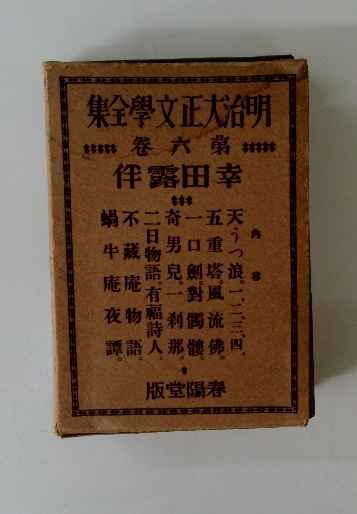 明治大正文學全集
第六卷
幸田露伴
內容
天うつ浪。一、二、三、四、
五重塔。風流佛。
一口劍。對髑髏。
奇男兒。一刹那。
二日物語。有福詩人。
不藏庵物語。
蝸牛庵夜譚。
春陽堂版